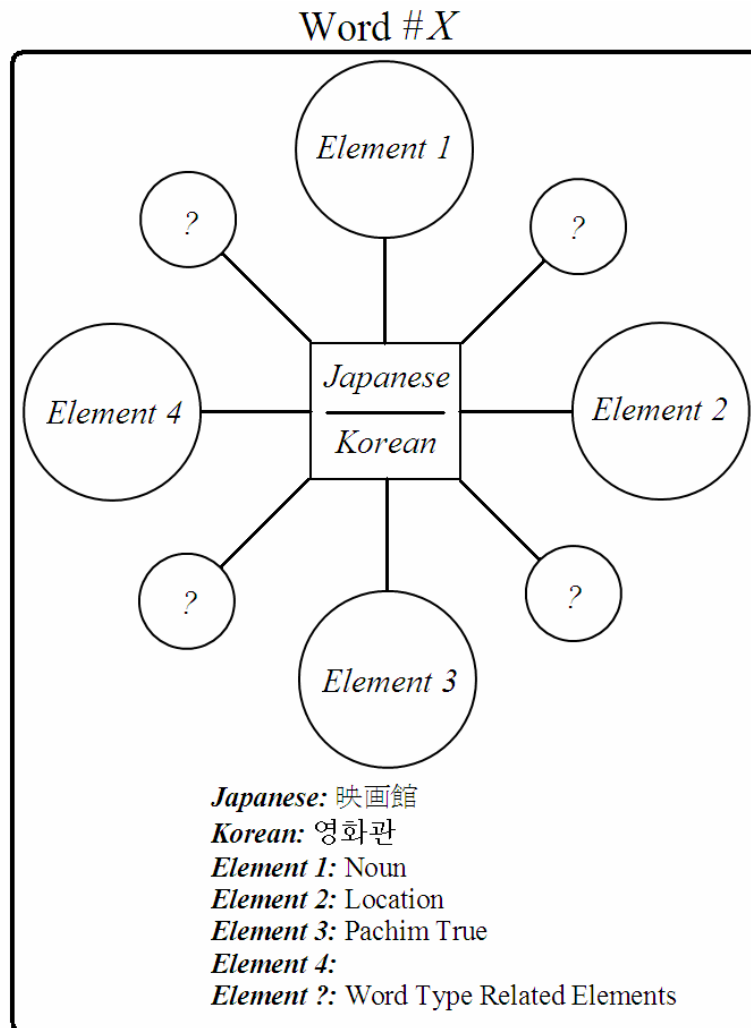 Word #X
Element 1
?
?
Japanese
Element 4
Element 2
Korean
?
?
Element 3
Japanese: 映画館
Korean: 영화관
Element 1: Noun
Element 2: Location
Element 3: Pachim True
Element 4:
Element ?: Word Type Related Elements